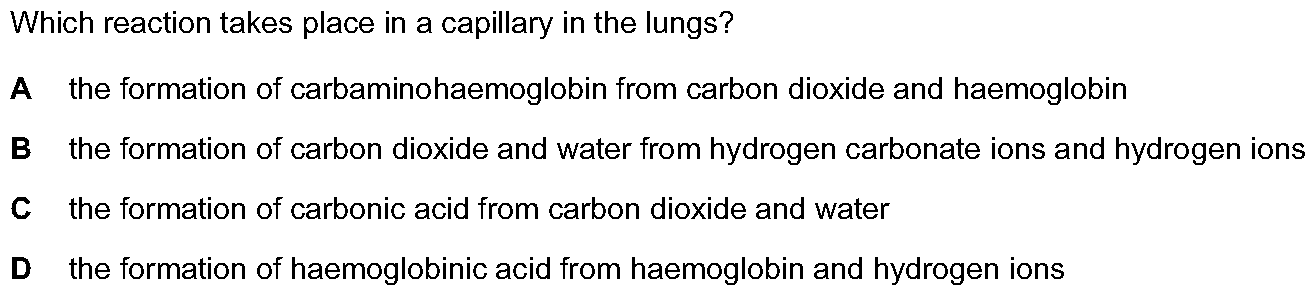 Which reaction takes place in a capillary in the lungs?
A the formation of carbaminohaemoglobin from carbon dioxide and haemoglobin
B the formation of carbon dioxide and water from hydrogen carbonate ions and hydrogen ions
C the formation of carbonic acid from carbon dioxide and water
D the formation of haemoglobinic acid from haemoglobin and hydrogen ions